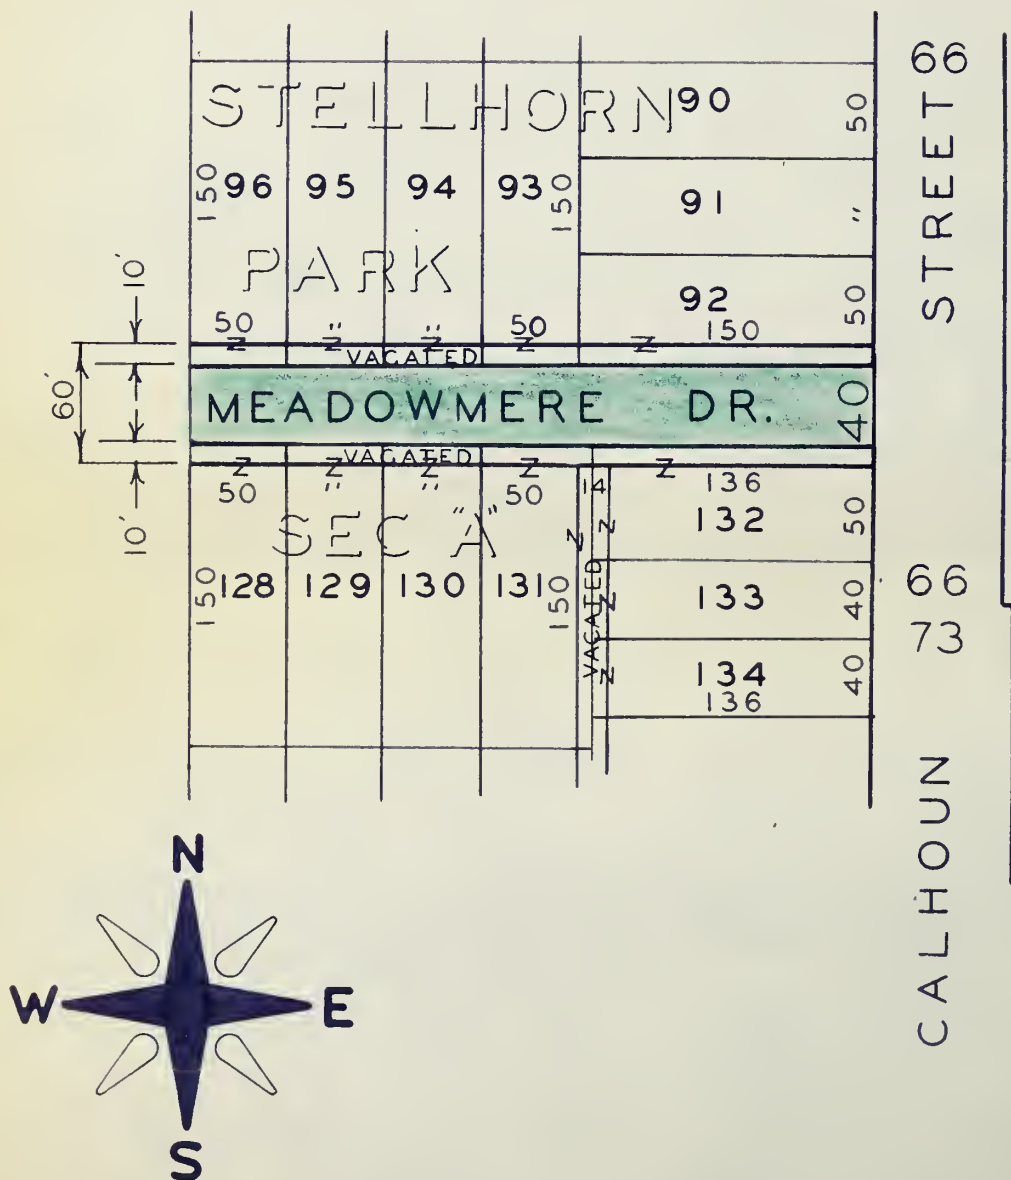 66
STELLHORN 90 50
150 96 95 94 93 150 91 "
PARK
10'
92 50
50 " " 50 150
Z Z Z Z Z
VACATED
60'
MEADOWMERE DR. 40
VACATED
Z Z Z Z Z
50 " " 50 14 136
10'
SEC "A" Z Z 132 50
150 128 129 130 131 150 VACATED Z 133 40
Z 134 40
136
STREET
66
73
CALHOUN
N
W E
S